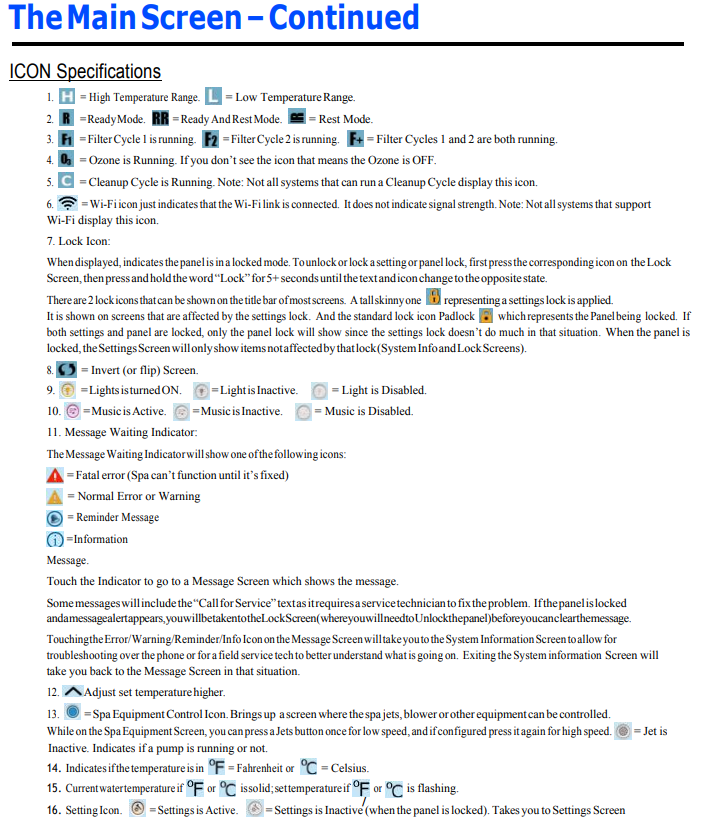 The Main Screen – Continued
ICON Specifications
1. H = High Temperature Range. L = Low Temperature Range.
2. R = Ready Mode. RR = Ready And Rest Mode. = Rest Mode.
3. F1 = Filter Cycle 1 is running. F2 = Filter Cycle 2 is running. F+ = Filter Cycles 1 and 2 are both running.
4. O3 = Ozone is Running. If you don't see the icon that means the Ozone is OFF.
5. C = Cleanup Cycle is Running. Note: Not all systems that can run a Cleanup Cycle display this icon.
6. = Wi-Fi icon just indicates that the Wi-Fi link is connected. It does not indicate signal strength. Note: Not all systems that support
Wi-Fi display this icon.
7. Lock Icon:
When displayed, indicates the panel is in a locked mode. To unlock or lock a setting or panel lock, first press the corresponding icon on the Lock
Screen, then press and hold the word "Lock" for 5+ seconds until the text and icon change to the opposite state.
There are 2 lock icons that can be shown on the title bar of most screens. A tall skinny one representing a settings lock is applied.
It is shown on screens that are affected by the settings lock. And the standard lock icon Padlock which represents the Panel being locked. If
both settings and panel are locked, only the panel lock will show since the settings lock doesn't do much in that situation. When the panel is
locked, the Settings Screen will only show items not affected by that lock (System Info and Lock Screens).
8. = Invert (or flip) Screen.
9. = Lights is turned ON. = Light is Inactive. = Light is Disabled.
10. = Music is Active. = Music is Inactive. = Music is Disabled.
11. Message Waiting Indicator:
The Message Waiting Indicator will show one of the following icons:
= Fatal error (Spa can't function until it's fixed)
= Normal Error or Warning
= Reminder Message
= Information
Message.
Touch the Indicator to go to a Message Screen which shows the message.
Some messages will include the "Call for Service" text as it requires a service technician to fix the problem. If the panel is locked
and a message alert appears, you will be taken to the Lock Screen (where you will need to Unlock the panel) before you can clear the message.
Touching the Error/Warning/Reminder/Info Icon on the Message Screen will take you to the System Information Screen to allow for
troubleshooting over the phone or for a field service tech to better understand what is going on. Exiting the System information Screen will
take you back to the Message Screen in that situation.
12. Adjust set temperature higher.
13. = Spa Equipment Control Icon. Brings up a screen where the spa jets, blower or other equipment can be controlled.
While on the Spa Equipment Screen, you can press a Jets button once for low speed, and if configured press it again for high speed. = Jet is
Inactive. Indicates if a pump is running or not.
14. Indicates if the temperature is in °F = Fahrenheit or °C = Celsius.
15. Current water temperature if °F or °C is solid; set temperature if °F or °C is flashing.
16. Setting Icon. = Settings is Active. = Settings is Inactive (when the panel is locked). Takes you to Settings Screen